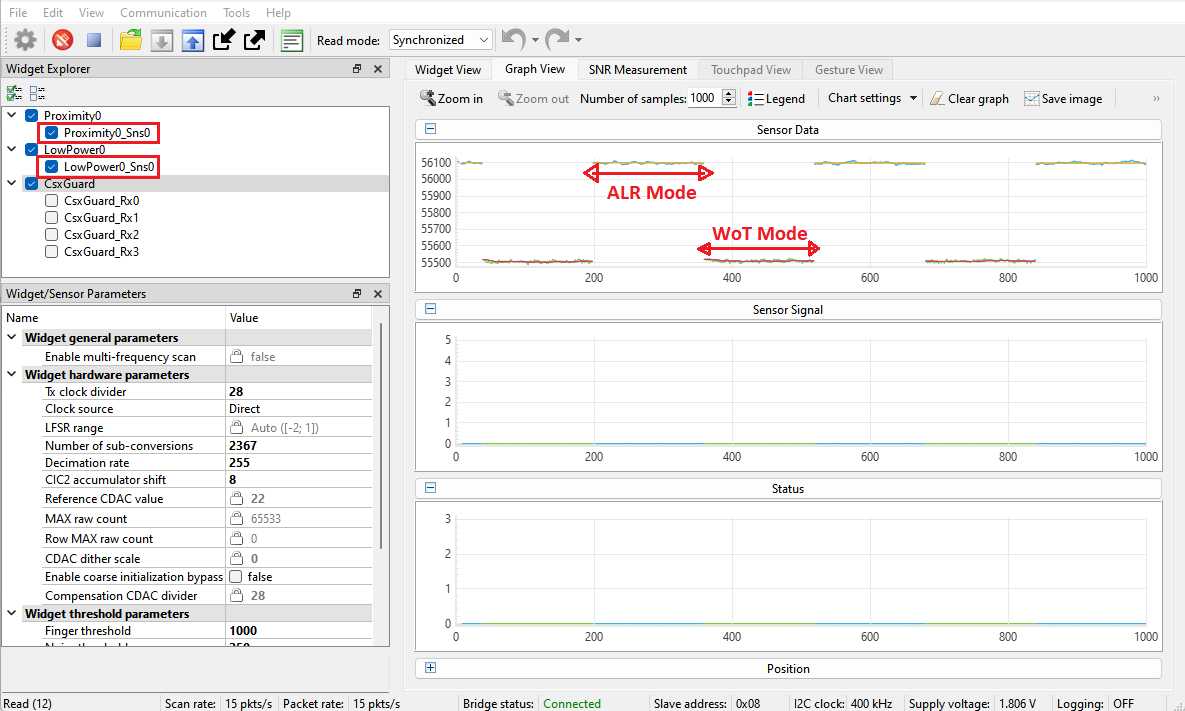 File Edit View Communication Tools Help
Read mode: Synchronized
Widget Explorer
Proximity0
Proximity0_Sns0
LowPower0
LowPower0_Sns0
CsxGuard
CsxGuard_Rx0
CsxGuard_Rx1
CsxGuard_Rx2
CsxGuard_Rx3
Widget/Sensor Parameters
Name Value
Widget general parameters
Enable multi-frequency scan false
Widget hardware parameters
Tx clock divider 28
Clock source Direct
LFSR range Auto ([-2; 1])
Number of sub-conversions 2367
Decimation rate 255
CIC2 accumulator shift 8
Reference CDAC value 22
MAX raw count 65533
Row MAX raw count 0
CDAC dither scale 0
Enable coarse initialization bypass false
Compensation CDAC divider 28
Widget threshold parameters
Finger threshold 1000
Widget View Graph View SNR Measurement Touchpad View Gesture View
Zoom in Zoom out Number of samples: 1000 Legend Chart settings Clear graph Save image »
Sensor Data
56100
56000
55900
55800
55700
55600
55500
0 200 400 600 800 1000
ALR Mode
WoT Mode
Sensor Signal
5
4
3
2
1
0
0 200 400 600 800 1000
Status
3
2
1
0
0 200 400 600 800 1000
Position
Read (12) Scan rate: 15 pkts/s Packet rate: 15 pkts/s Bridge status: Connected Slave address: 0x08 I2C clock: 400 kHz Supply voltage: 1.806 V Logging: OFF